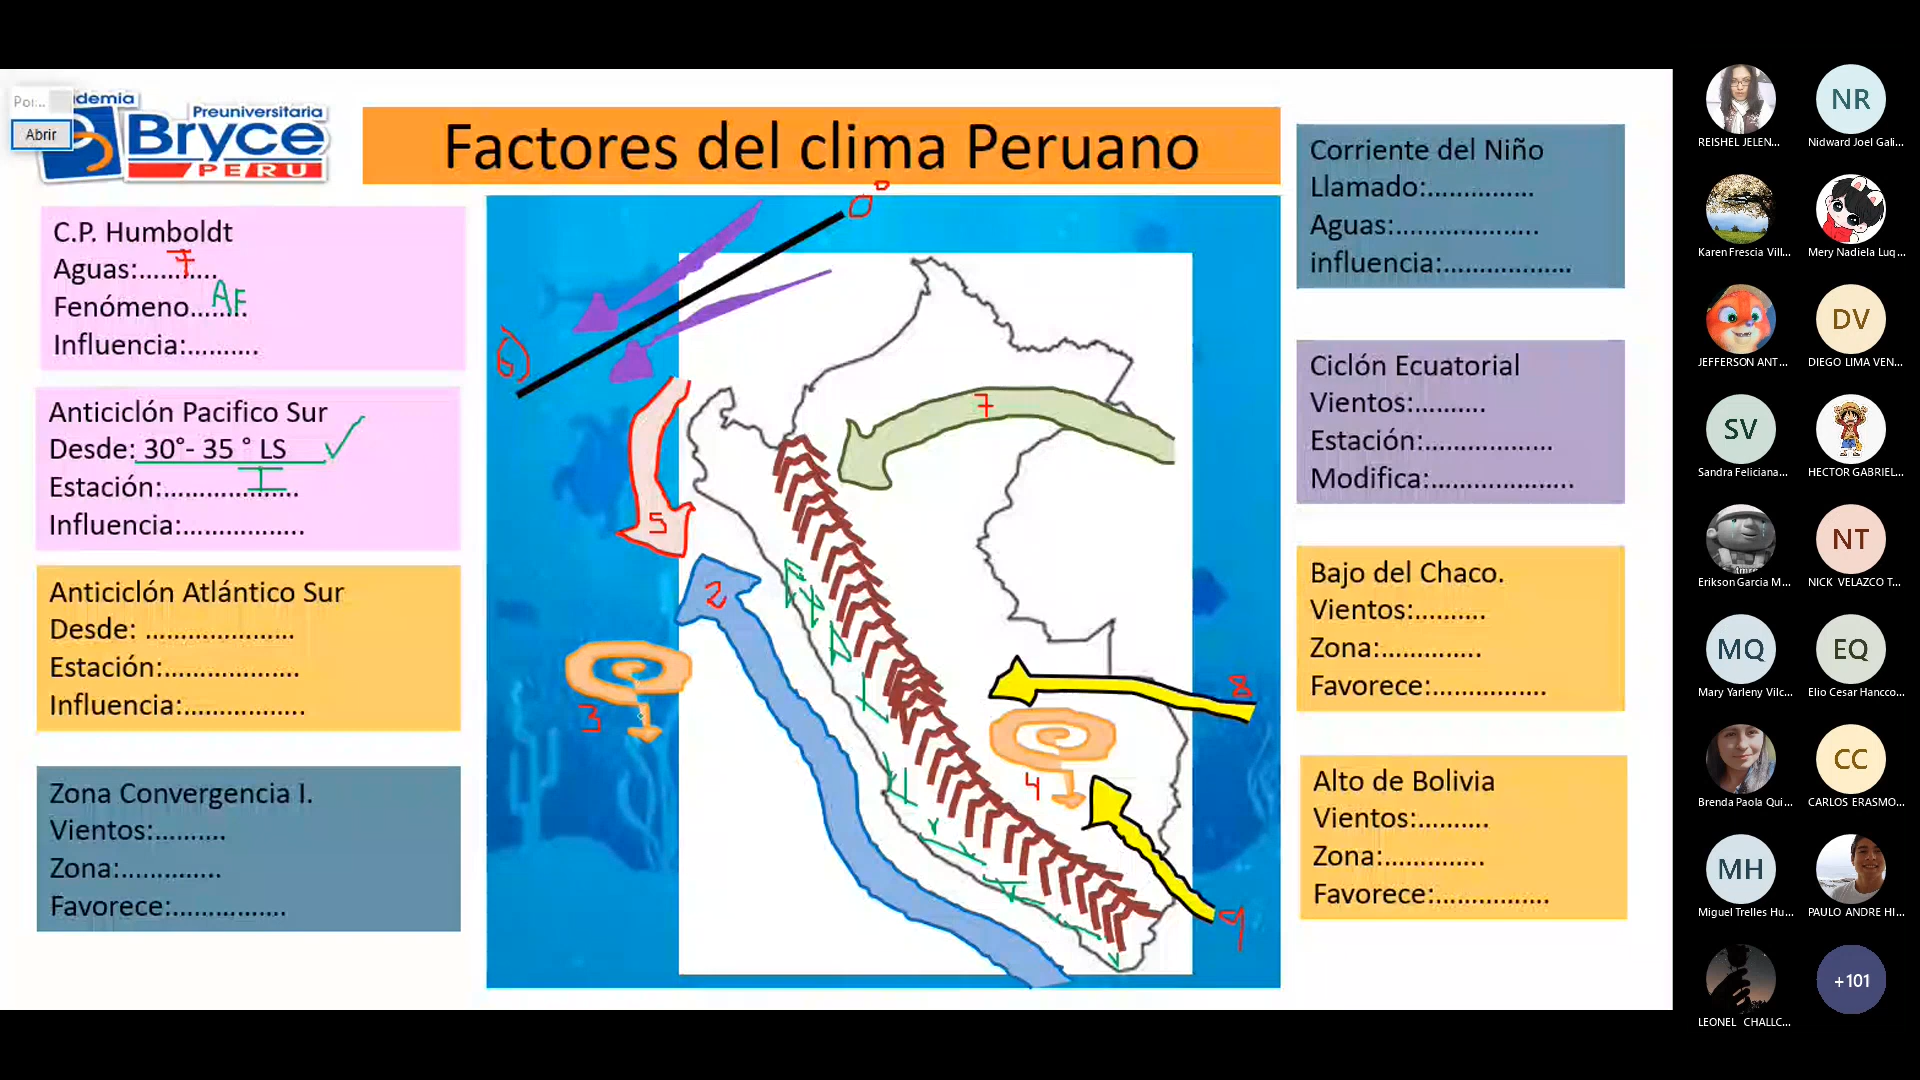 Por...
Abrir
Academia
Preuniversitaria
Bryce
PERU
Factores del clima Peruano
C.P. Humboldt
Aguas:...........
F
Fenómeno........
AF
Influencia:..........
Anticiclón Pacifico Sur
Desde: 30°- 35 ° LS
Estación:...................
I
Influencia:.................
Anticiclón Atlántico Sur
Desde: .....................
Estación:...................
Influencia:.................
Zona Convergencia I.
Vientos:..........
Zona:..............
Favorece:................
0°
6)
7
5
2
3
8
4
9
Corriente del Niño
Llamado:...............
Aguas:....................
influencia:..................
Ciclón Ecuatorial
Vientos:..........
Estación:..................
Modifica:....................
Bajo del Chaco.
Vientos:..........
Zona:..............
Favorece:................
Alto de Bolivia
Vientos:..........
Zona:..............
Favorece:................
REISHEL JELEN...
NR
Nidward Joel Gali...
Karen Frescia Vill...
Mery Nadiela Luq...
JEFFERSON ANT...
DV
DIEGO LIMA VEN...
SV
Sandra Feliciana...
HECTOR GABRIEL...
Erikson Garcia M...
NT
NICK VELAZCO T...
MQ
Mary Yarleny Vilc...
EQ
Elio Cesar Hancco...
Brenda Paola Qui...
CC
CARLOS ERASMO...
MH
Miguel Trelles Hu...
PAULO ANDRE HI...
LEONEL CHALLC...
+101